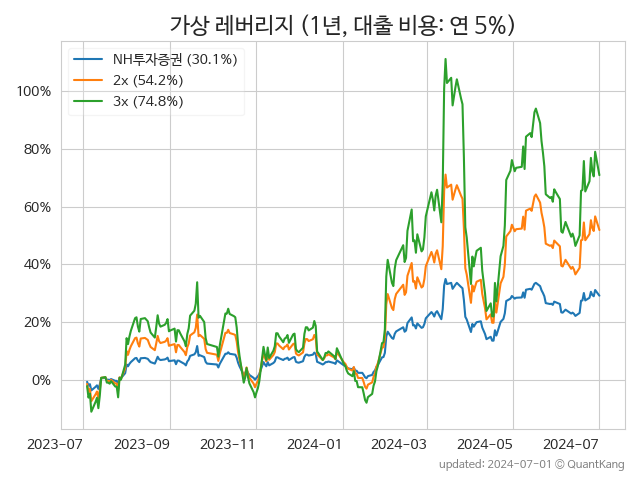 가상 레버리지 (1년, 대출 비용: 연 5%)
NH투자증권 (30.1%)
2x (54.2%)
3x (74.8%)
100%
80%
60%
40%
20%
0%
2023-07 2023-09 2023-11 2024-01 2024-03 2024-05 2024-07
updated: 2024-07-01 © QuantKang